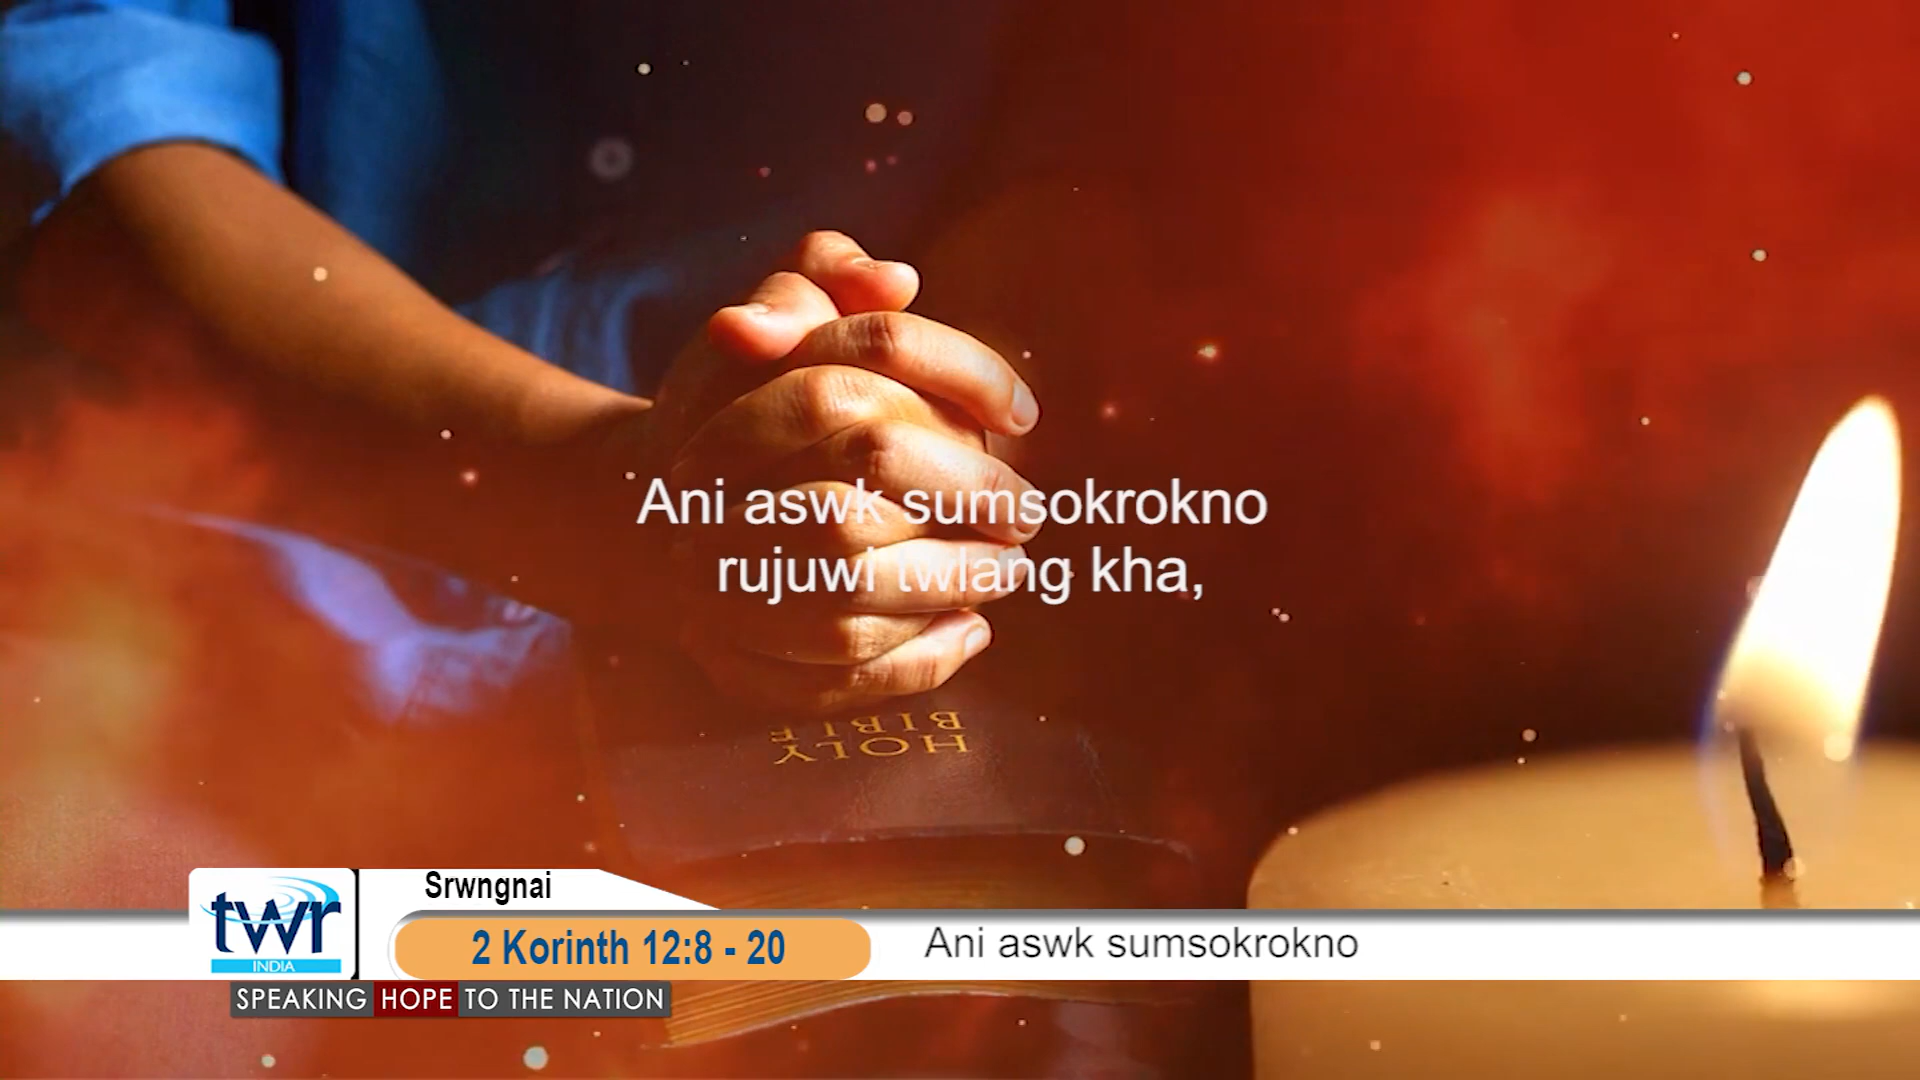 Ani aswk sumsokrokno
rujuwi twlang kha,
HOLY
BIBLE
Srwngnai
twr
INDIA
2 Korinth 12:8 - 20
Ani aswk sumsokrokno
SPEAKING HOPE TO THE NATION